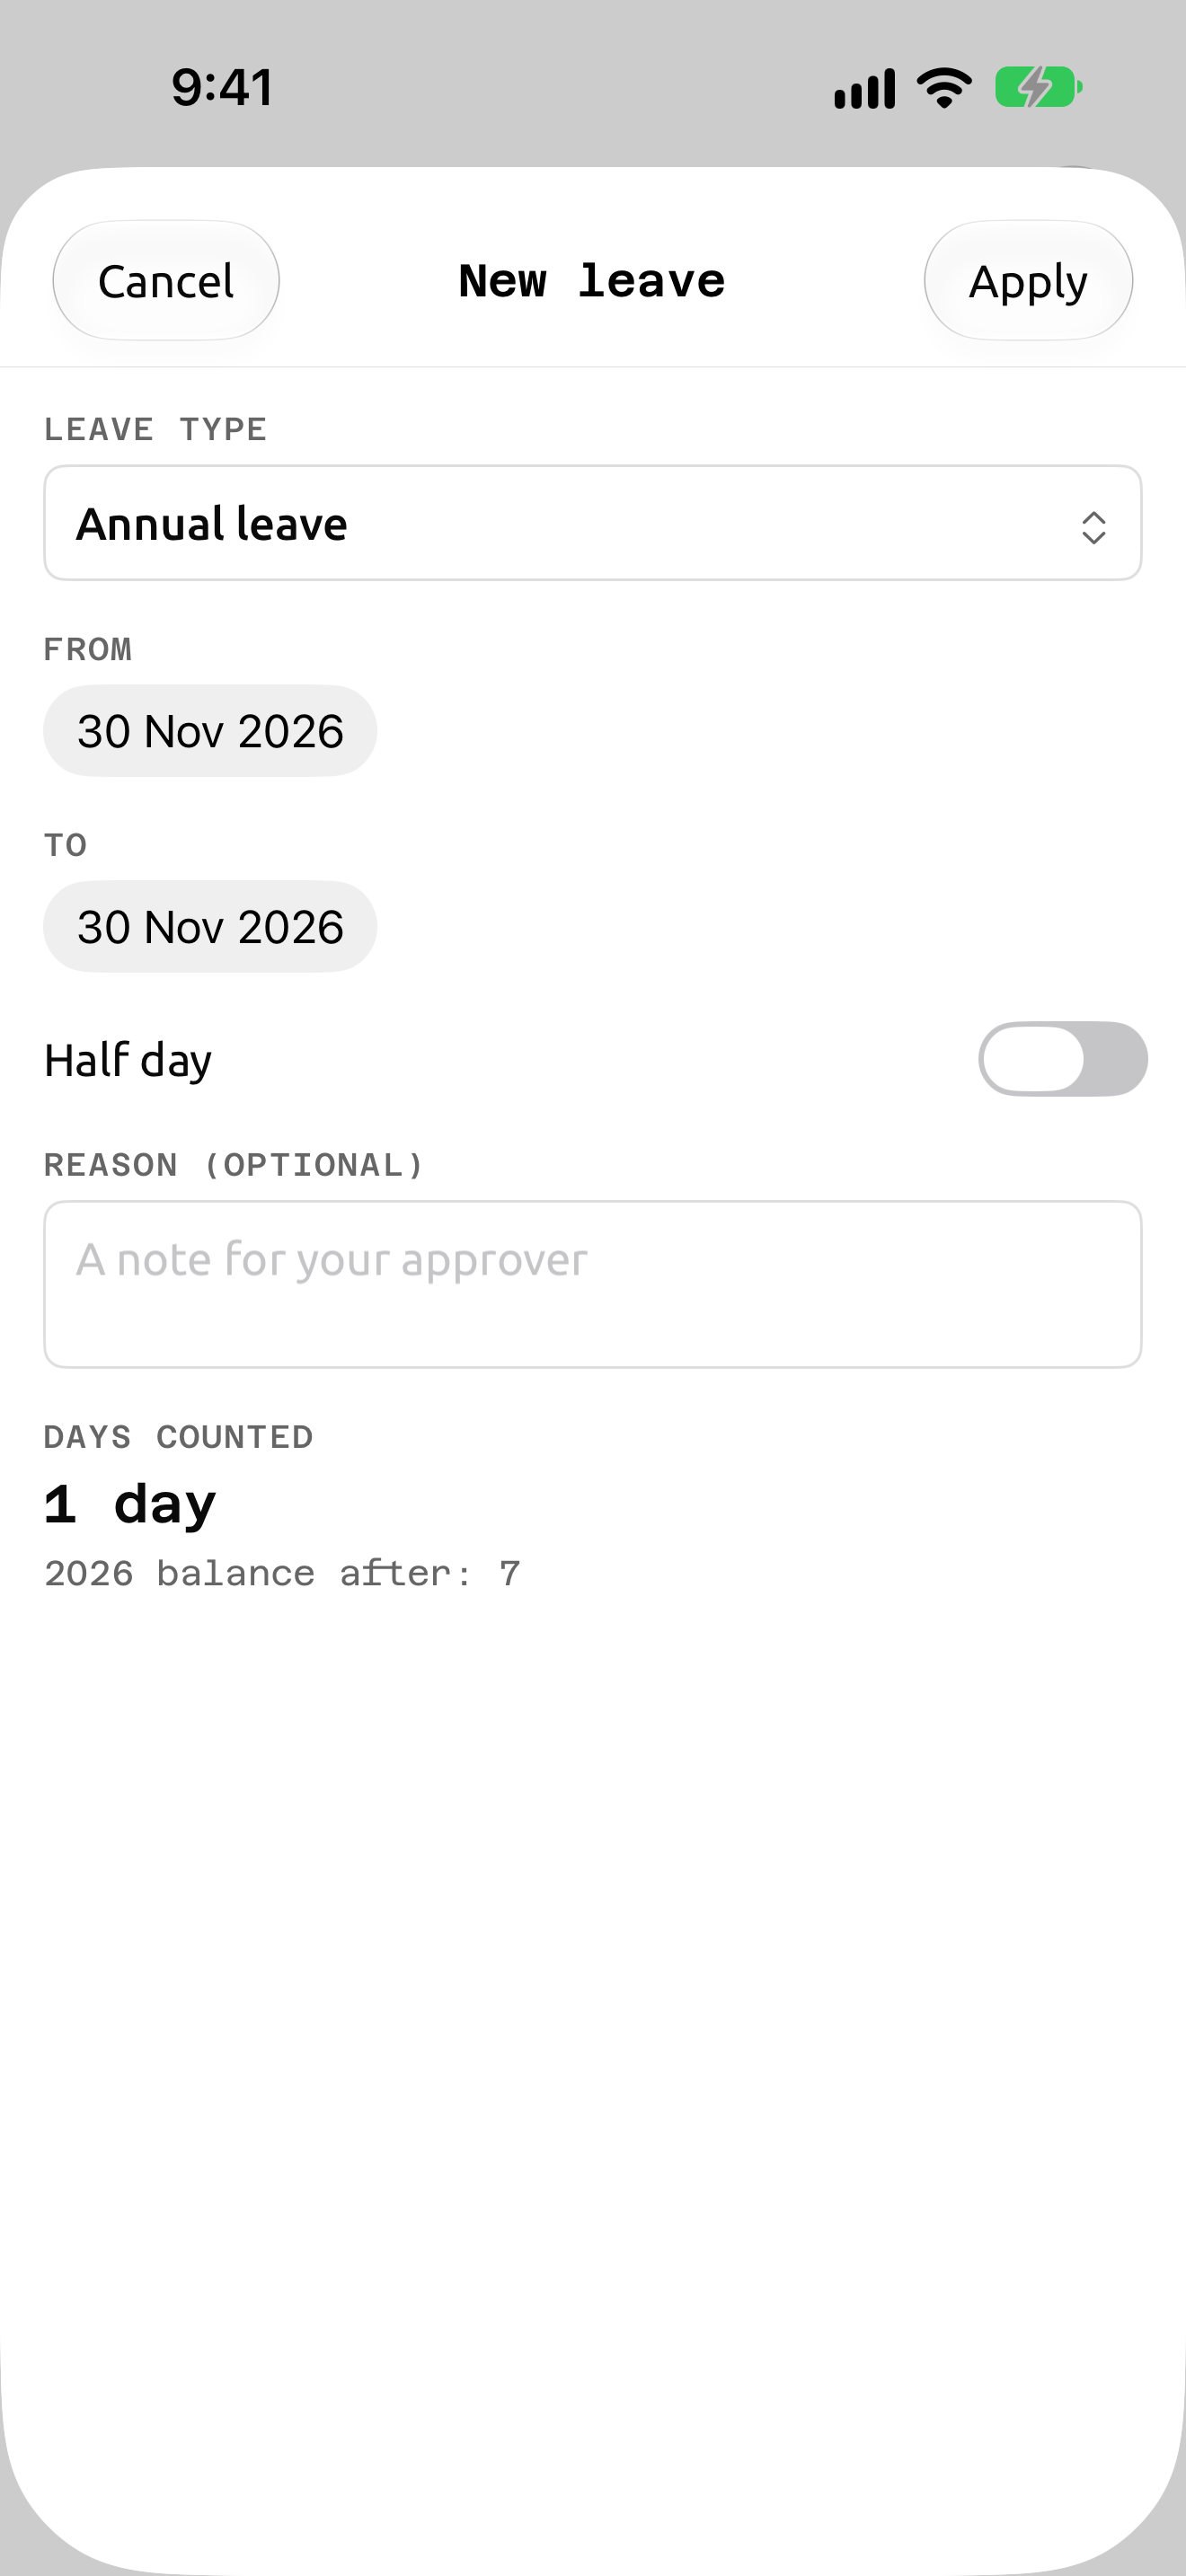 9:41
Cancel
New leave
Apply
LEAVE TYPE
Annual leave
FROM
30 Nov 2026
TO
30 Nov 2026
Half day
REASON (OPTIONAL)
A note for your approver
DAYS COUNTED
1 day
2026 balance after: 7